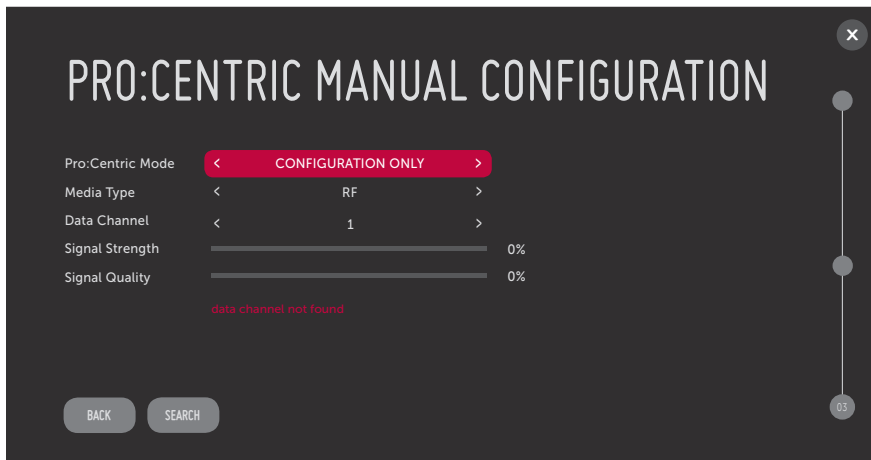 X
PRO:CENTRIC MANUAL CONFIGURATION
Pro:Centric Mode < CONFIGURATION ONLY >
Media Type < RF >
Data Channel < 1 >
Signal Strength 0%
Signal Quality 0%
data channel not found
BACK SEARCH 03